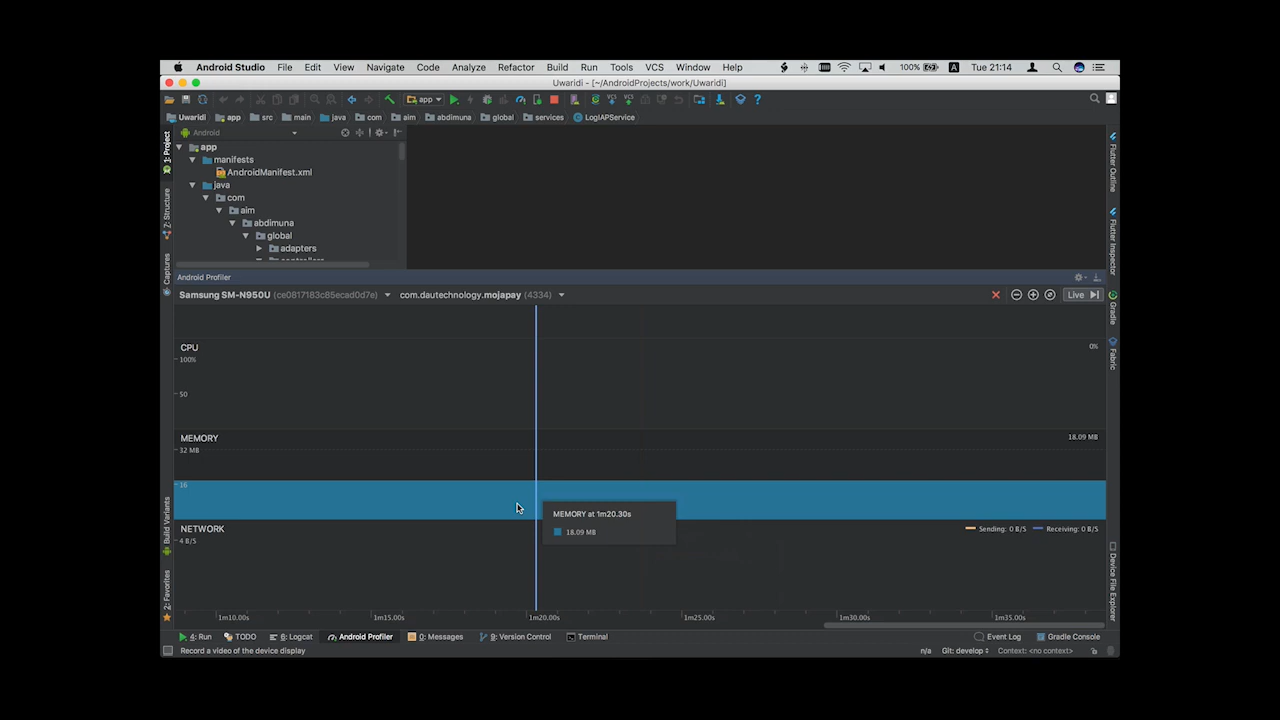 Android Studio File Edit View Navigate Code Analyze Refactor Build Run Tools VCS Window Help 100% A Tue 21:14
Uwaridi - [~/AndroidProjects/work/Uwaridi]
app
Uwaridi app src main java com aim abdimuna global services LogIAPService
1: Project
Android
app
manifests
AndroidManifest.xml
java
com
aim
abdimuna
global
adapters
Z: Structure
Captures
Build Variants
2: Favorites
Flutter Outline
Flutter Inspector
Gradle
Fabric
Device File Explorer
Android Profiler
Samsung SM-N950U (ce0817183c85ecad0d7e) com.dautechnology.mojapay (4334) Live
CPU 0%
100%
50
MEMORY 18.09 MB
32 MB
16
MEMORY at 1m20.30s
18.09 MB
NETWORK Sending: 0 B/S Receiving: 0 B/S
4 B/S
1m10.00s 1m15.00s 1m20.00s 1m25.00s 1m30.00s 1m35.00s
4: Run TODO 6: Logcat Android Profiler 0: Messages 9: Version Control Terminal Event Log Gradle Console
Record a video of the device display n/a Git: develop Context: <no context>